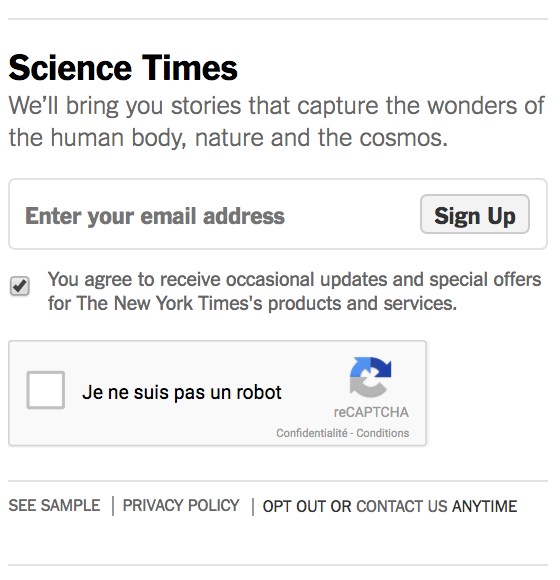 Science Times
We’ll bring you stories that capture the wonders of
the human body, nature and the cosmos.
Enter your email address
Sign Up
You agree to receive occasional updates and special offers
for The New York Times's products and services.
Je ne suis pas un robot
reCAPTCHA
Confidentialité - Conditions
SEE SAMPLE | PRIVACY POLICY | OPT OUT OR CONTACT US ANYTIME